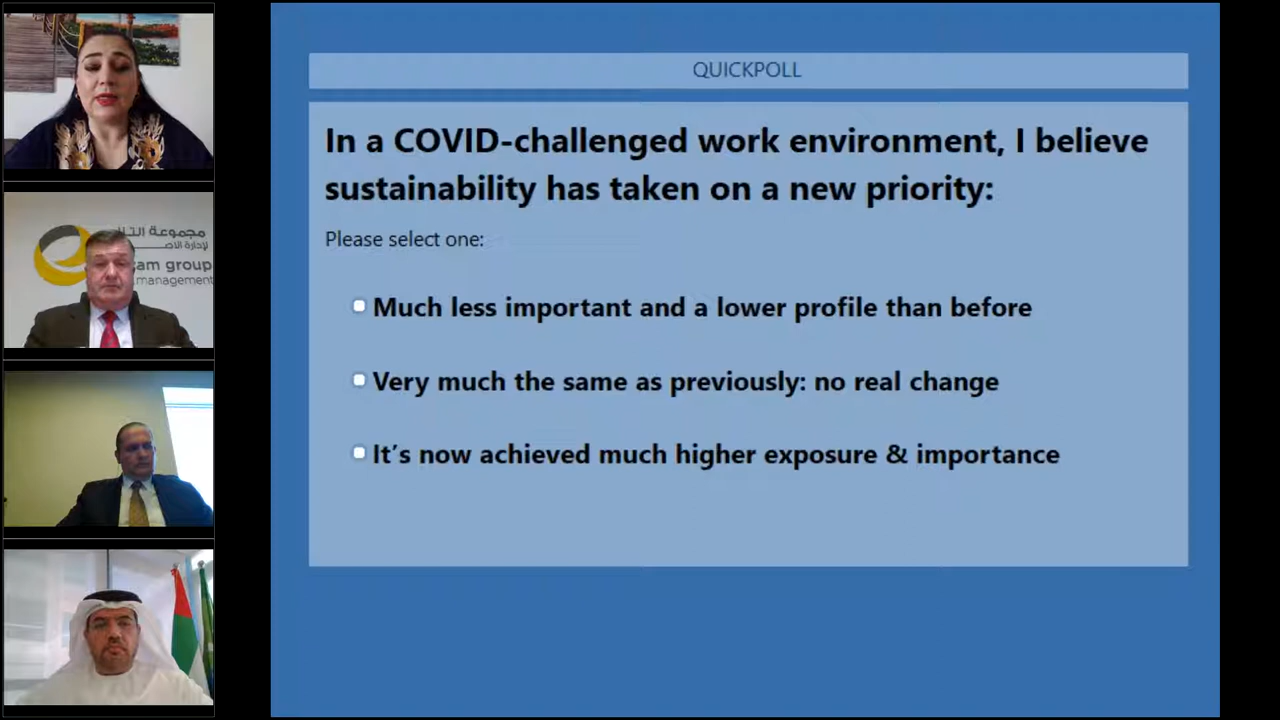 QUICKPOLL
In a COVID-challenged work environment, I believe
sustainability has taken on a new priority:
Please select one:
Much less important and a lower profile than before
Very much the same as previously: no real change
It’s now achieved much higher exposure & importance
مجموعة
group
management